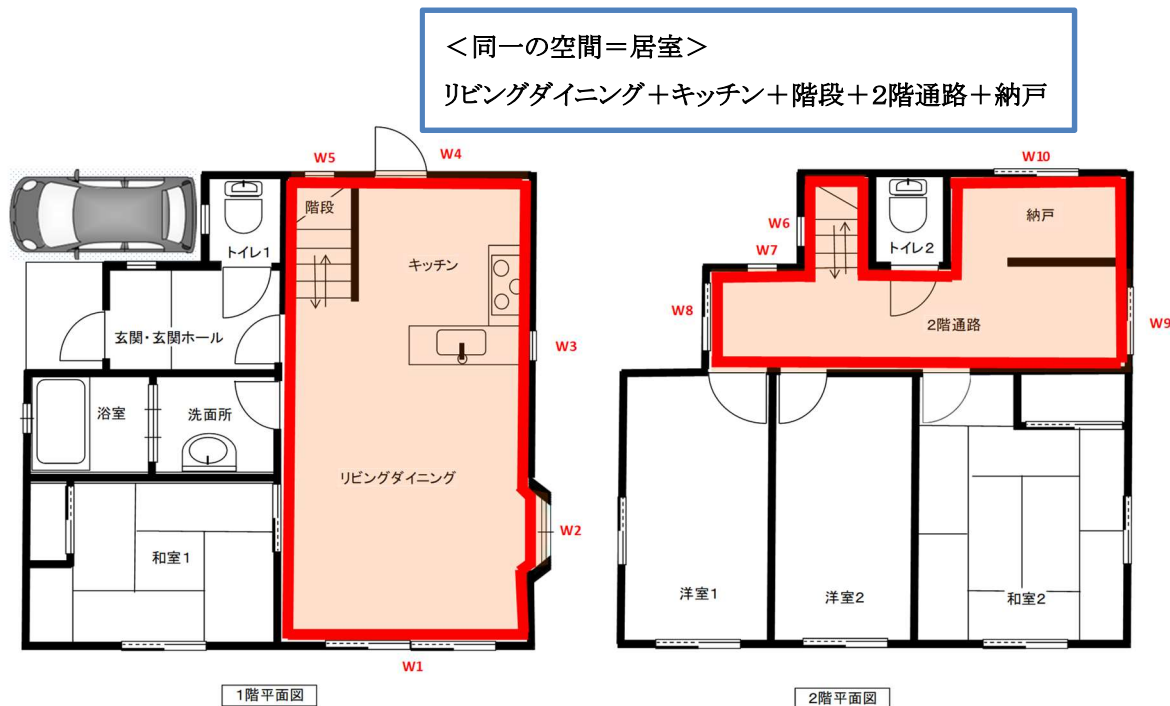 ＜同一の空間＝居室＞
リビングダイニング＋キッチン＋階段＋2階通路＋納戸
W5
W4
階段
トイレ1
キッチン
玄関・玄関ホール
W3
浴室
洗面所
リビングダイニング
W2
和室1
W1
1階平面図
W10
納戸
W6
トイレ2
W7
W8
2階通路
W9
洋室1
洋室2
和室2
2階平面図